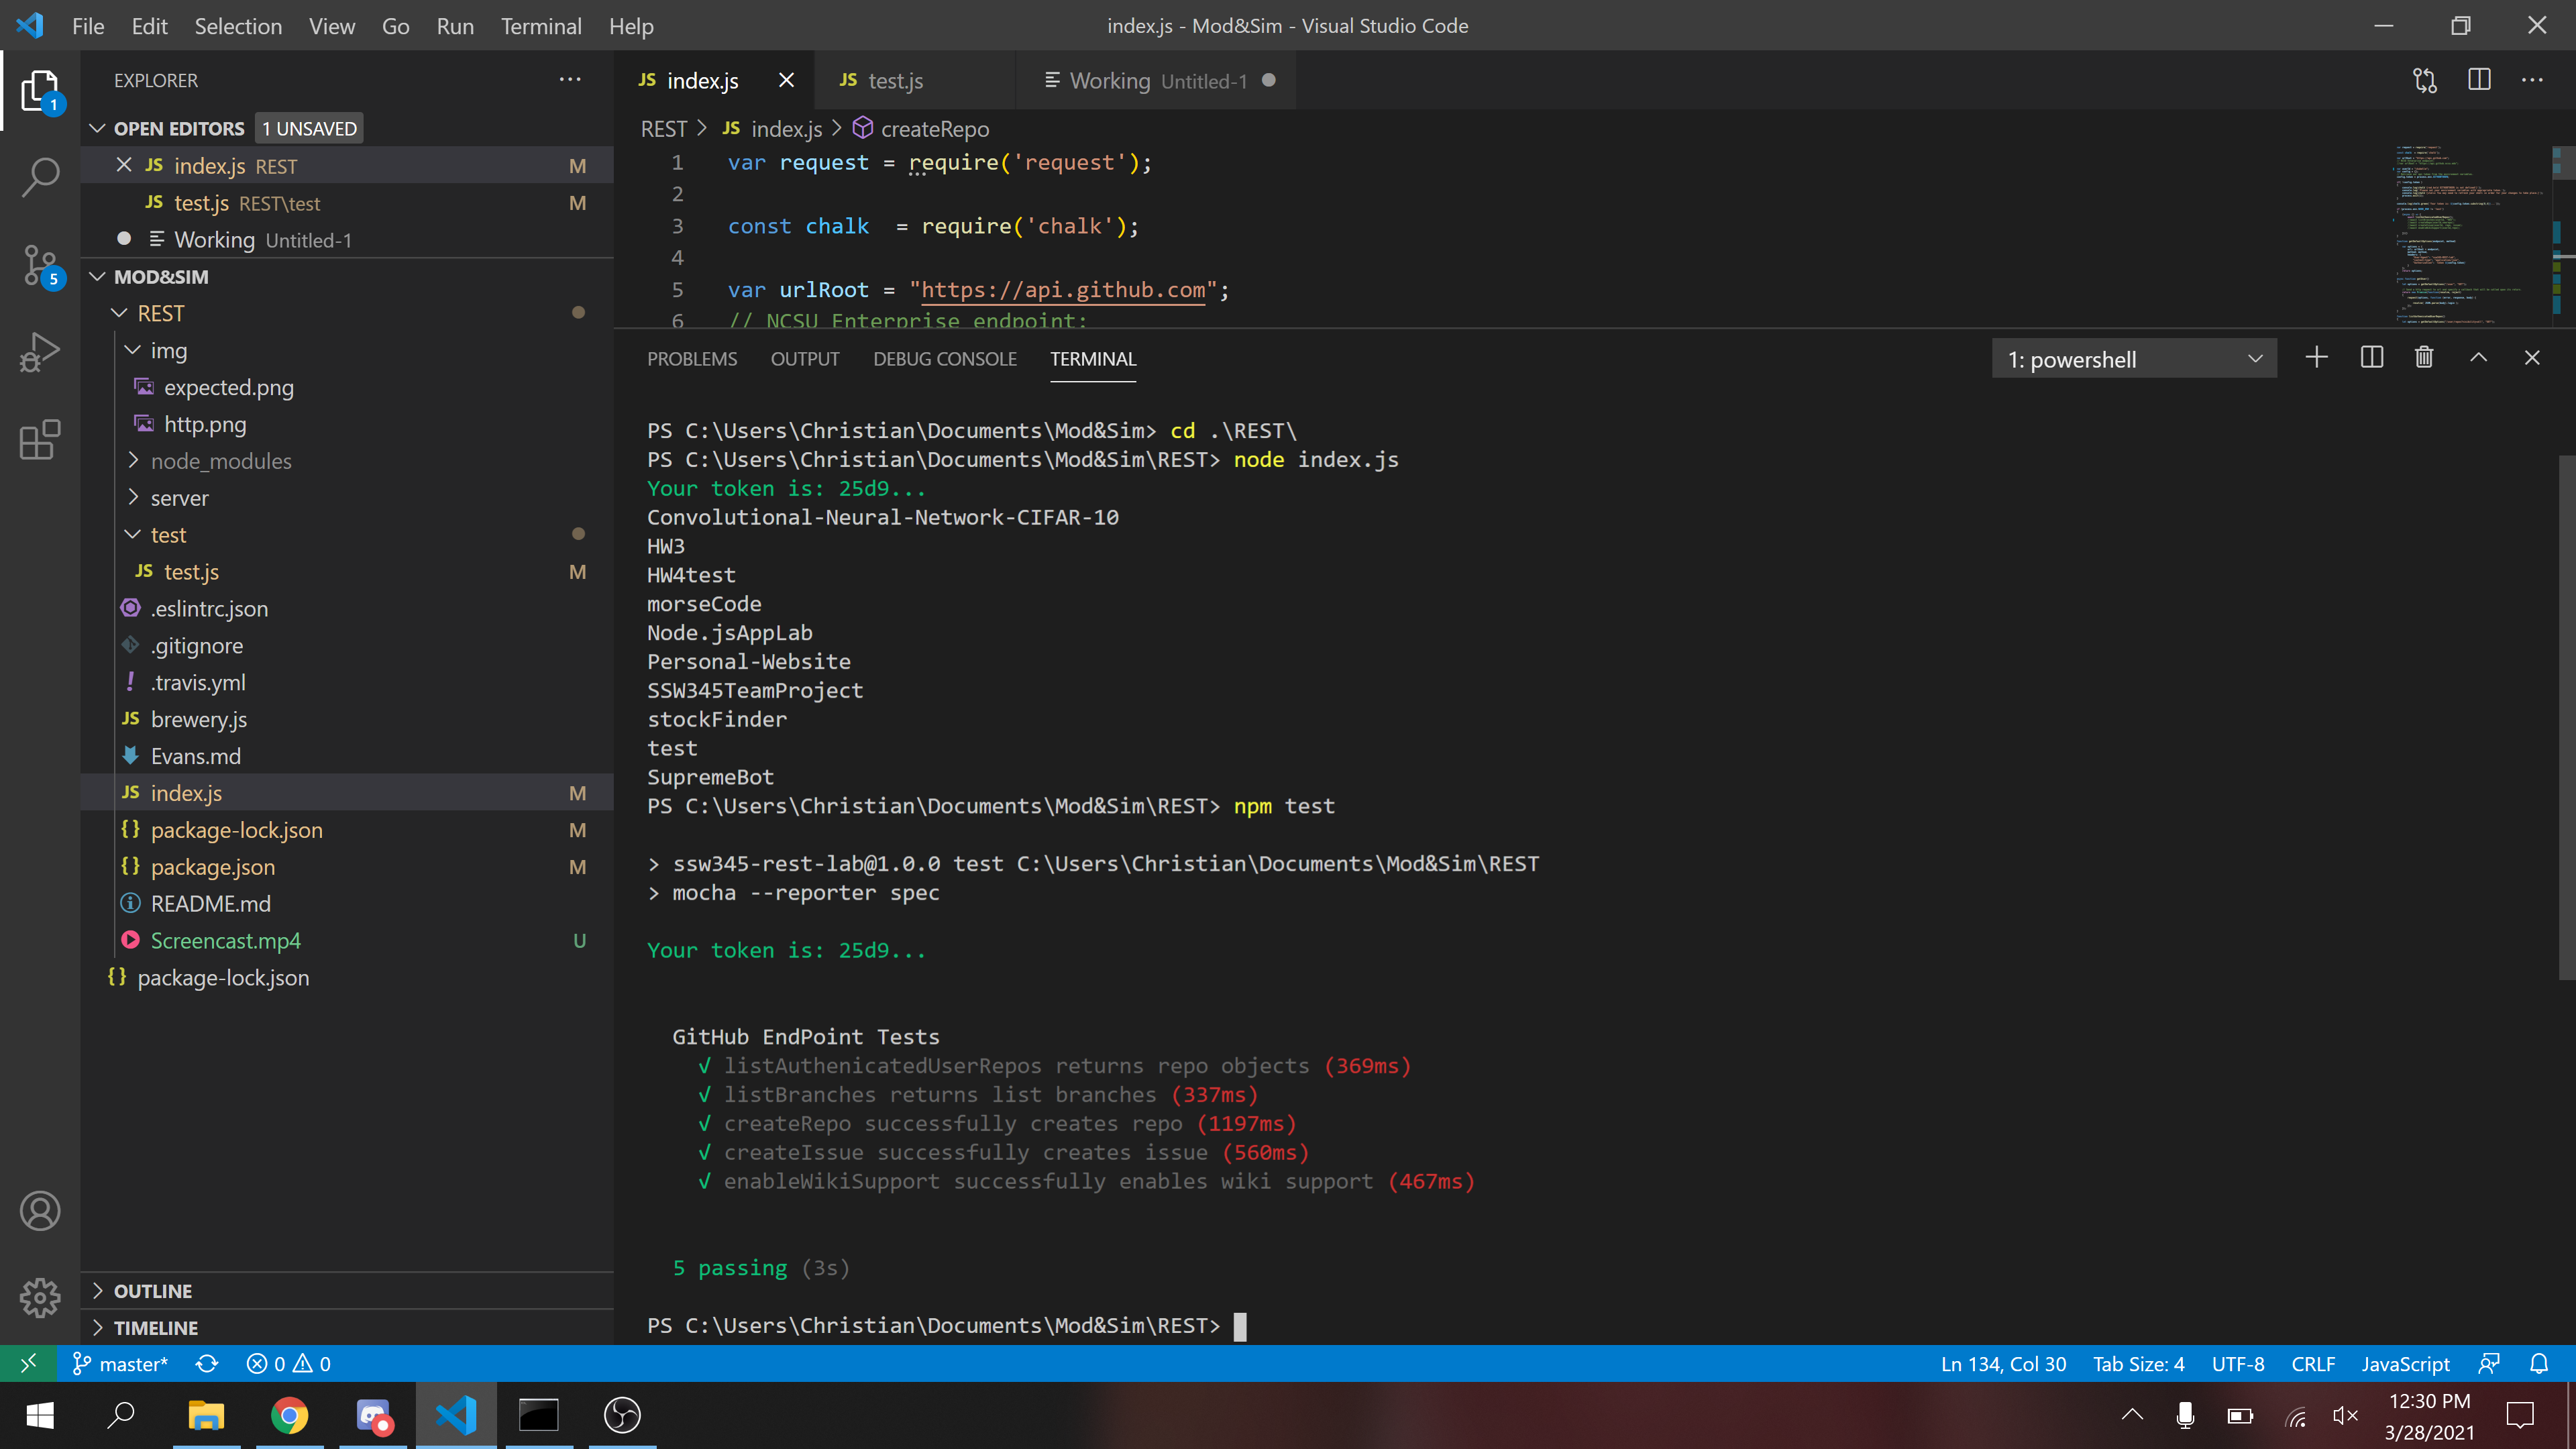 File Edit Selection View Go Run Terminal Help
index.js - Mod&Sim - Visual Studio Code
EXPLORER
OPEN EDITORS 1 UNSAVED
JS index.js REST M
JS test.js REST\test M
Working Untitled-1
MOD&SIM
REST
img
expected.png
http.png
node_modules
server
test
JS test.js M
.eslintrc.json
.gitignore
! .travis.yml
JS brewery.js
Evans.md
JS index.js M
{} package-lock.json M
{} package.json M
README.md
Screencast.mp4 U
{} package-lock.json
OUTLINE
TIMELINE
1
5
JS index.js
JS test.js
Working Untitled-1
REST > JS index.js > createRepo
1 var request = require('request');
2
3 const chalk  = require('chalk');
4
5 var urlRoot = "https://api.github.com";
6 // NCSU Enterprise endpoint:
PROBLEMS OUTPUT DEBUG CONSOLE TERMINAL
1: powershell
PS C:\Users\Christian\Documents\Mod&Sim> cd .\REST\
PS C:\Users\Christian\Documents\Mod&Sim\REST> node index.js
Your token is: 25d9...
Convolutional-Neural-Network-CIFAR-10
HW3
HW4test
morseCode
Node.jsAppLab
Personal-Website
SSW345TeamProject
stockFinder
test
SupremeBot
PS C:\Users\Christian\Documents\Mod&Sim\REST> npm test
> ssw345-rest-lab@1.0.0 test C:\Users\Christian\Documents\Mod&Sim\REST
> mocha --reporter spec
Your token is: 25d9...
GitHub EndPoint Tests
√ listAuthenicatedUserRepos returns repo objects (369ms)
√ listBranches returns list branches (337ms)
√ createRepo successfully creates repo (1197ms)
√ createIssue successfully creates issue (560ms)
√ enableWikiSupport successfully enables wiki support (467ms)
5 passing (3s)
PS C:\Users\Christian\Documents\Mod&Sim\REST>
master* 0 0
Ln 134, Col 30 Tab Size: 4 UTF-8 CRLF JavaScript
12:30 PM
3/28/2021